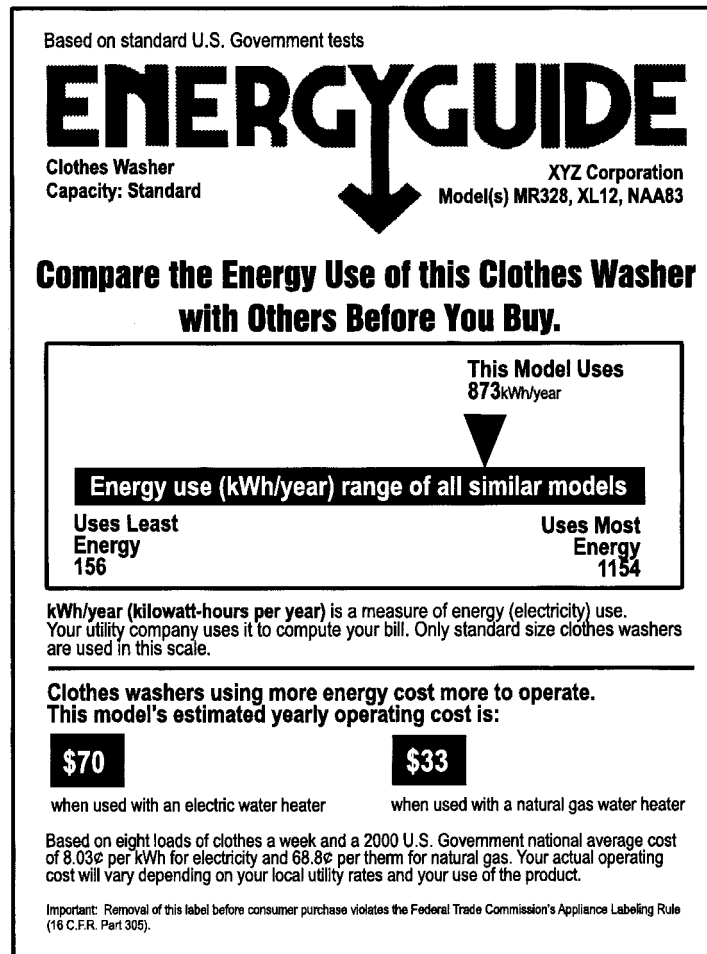 Based on standard U.S. Government tests
ENERGYGUIDE
Clothes Washer
Capacity: Standard
XYZ Corporation
Model(s) MR328, XL12, NAA83
Compare the Energy Use of this Clothes Washer
with Others Before You Buy.
This Model Uses
873kWh/year
Energy use (kWh/year) range of all similar models
Uses Least
Energy
156
Uses Most
Energy
1154
kWh/year (kilowatt-hours per year) is a measure of energy (electricity) use.
Your utility company uses it to compute your bill. Only standard size clothes washers
are used in this scale.
Clothes washers using more energy cost more to operate.
This model's estimated yearly operating cost is:
$70
when used with an electric water heater
$33
when used with a natural gas water heater
Based on eight loads of clothes a week and a 2000 U.S. Government national average cost
of 8.03¢ per kWh for electricity and 68.8¢ per therm for natural gas. Your actual operating
cost will vary depending on your local utility rates and your use of the product.
Important: Removal of this label before consumer purchase violates the Federal Trade Commission's Appliance Labeling Rule
(16 C.F.R. Part 305).